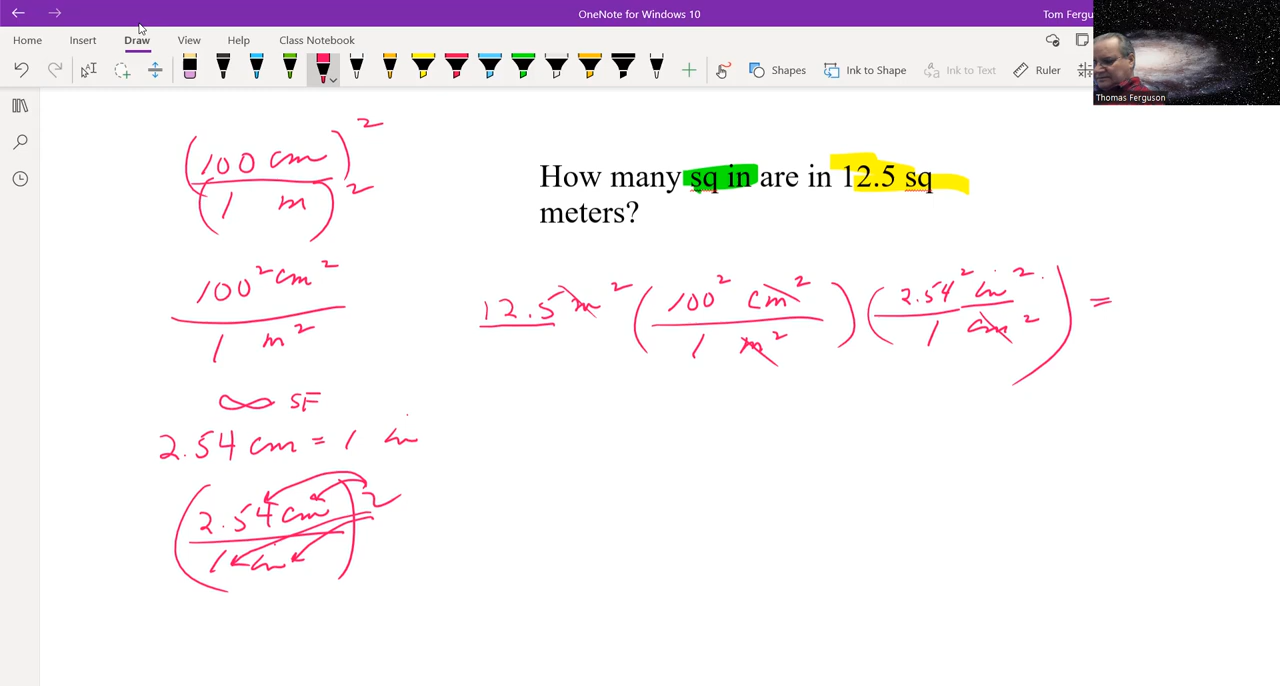 OneNote for Windows 10
Tom Fergu
Home Insert Draw View Help Class Notebook
Shapes Ink to Shape Ink to Text Ruler
Thomas Ferguson
(100 cm)²
(1 m)²
100² cm²
1 m²
∞ SF
2.54 cm = 1 in
(2.54 cm)²
1 in
How many sq in are in 12.5 sq
meters?
12.5 m² (100² cm² / 1 m²) (2.54² in² / 1 cm²) =